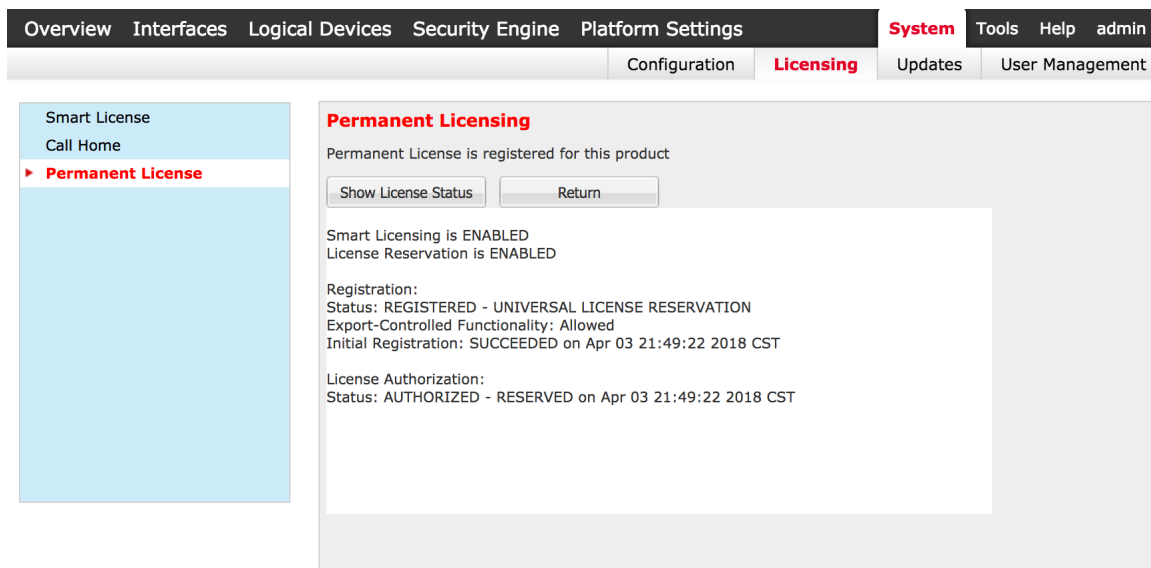 Overview Interfaces Logical Devices Security Engine Platform Settings System Tools Help admin
Configuration Licensing Updates User Management
Smart License
Call Home
Permanent License
Permanent Licensing
Permanent License is registered for this product
Show License Status Return
Smart Licensing is ENABLED
License Reservation is ENABLED
Registration:
Status: REGISTERED - UNIVERSAL LICENSE RESERVATION
Export-Controlled Functionality: Allowed
Initial Registration: SUCCEEDED on Apr 03 21:49:22 2018 CST
License Authorization:
Status: AUTHORIZED - RESERVED on Apr 03 21:49:22 2018 CST